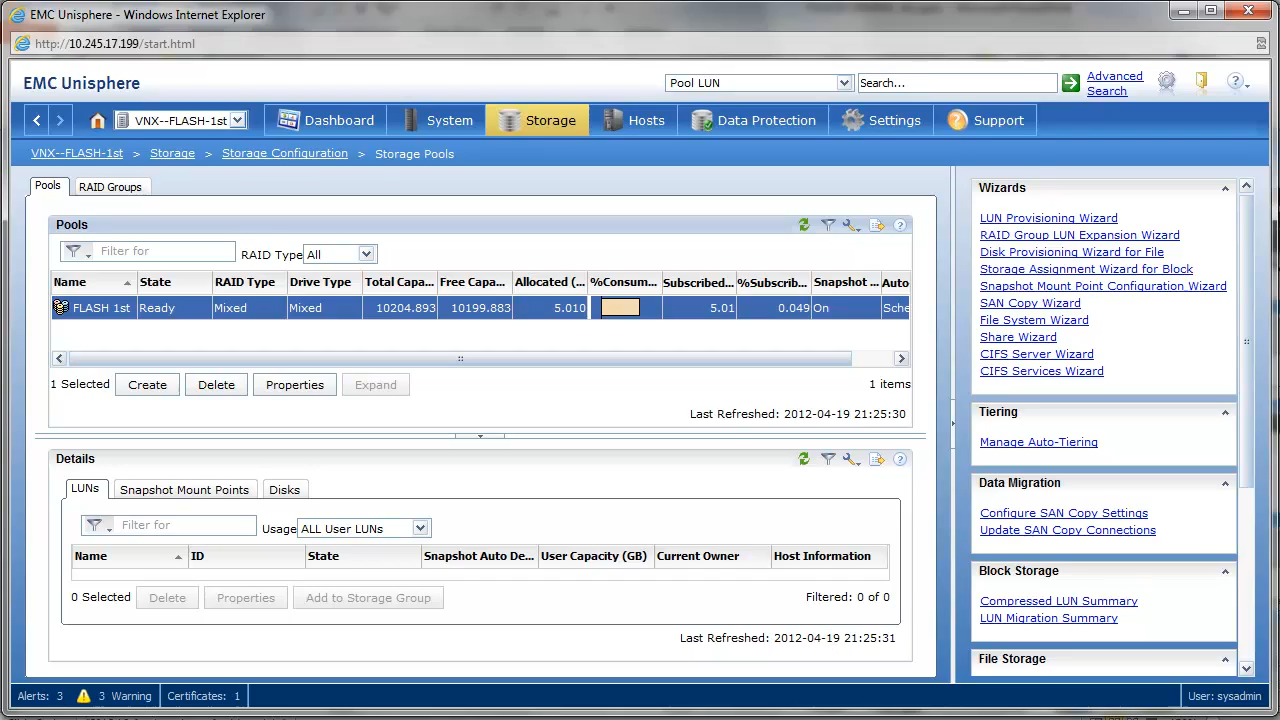 EMC Unisphere - Windows Internet Explorer
http://10.245.17.199/start.html
EMC Unisphere
Pool LUN
Search...
Advanced Search
VNX--FLASH-1st
Dashboard
System
Storage
Hosts
Data Protection
Settings
Support
VNX--FLASH-1st > Storage > Storage Configuration > Storage Pools
Pools
RAID Groups
Pools
Filter for
RAID Type All
Name State RAID Type Drive Type Total Capa... Free Capa... Allocated (... %Consum... Subscribed... %Subscrib... Snapshot ... Auto
FLASH 1st Ready Mixed Mixed 10204.893 10199.883 5.010 5.01 0.049 On Sche
1 Selected Create Delete Properties Expand 1 items
Last Refreshed: 2012-04-19 21:25:30
Details
LUNs Snapshot Mount Points Disks
Filter for
Usage ALL User LUNs
Name ID State Snapshot Auto De... User Capacity (GB) Current Owner Host Information
0 Selected Delete Properties Add to Storage Group Filtered: 0 of 0
Last Refreshed: 2012-04-19 21:25:31
Wizards
LUN Provisioning Wizard
RAID Group LUN Expansion Wizard
Disk Provisioning Wizard for File
Storage Assignment Wizard for Block
Snapshot Mount Point Configuration Wizard
SAN Copy Wizard
File System Wizard
Share Wizard
CIFS Server Wizard
CIFS Services Wizard
Tiering
Manage Auto-Tiering
Data Migration
Configure SAN Copy Settings
Update SAN Copy Connections
Block Storage
Compressed LUN Summary
LUN Migration Summary
File Storage
Alerts: 3 3 Warning Certificates: 1
User: sysadmin